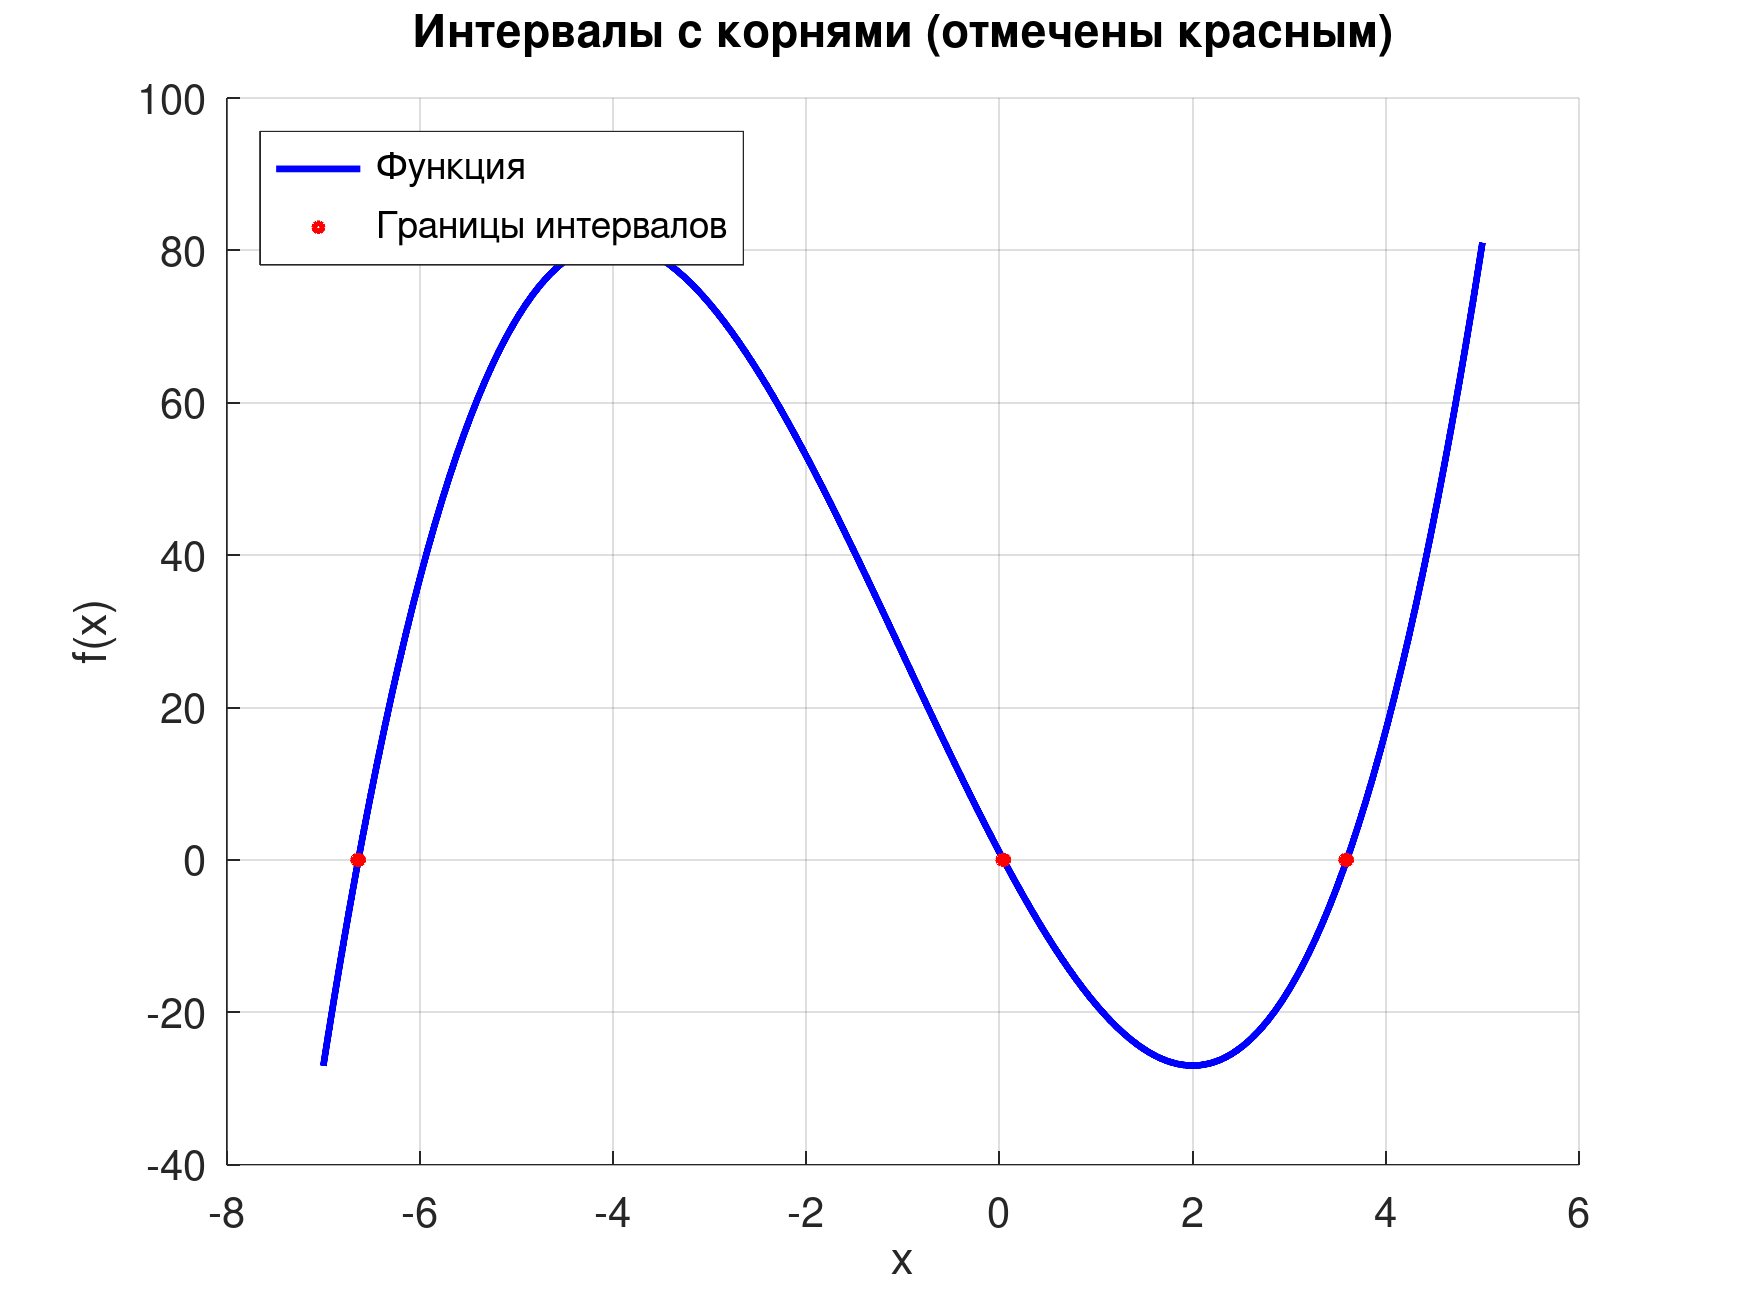 Интервалы с корнями (отмечены красным)
100
80
60
40
20
0
-20
-40
Функция
Границы интервалов
f(x)
-8 -6 -4 -2 0 2 4 6
x